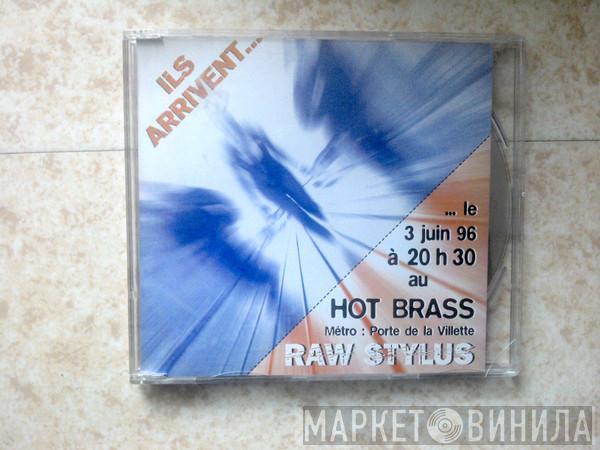 ILS
ARRIVENT...
... le
3 juin 96
à 20 h 30
au
HOT BRASS
Métro : Porte de la Villette
RAW STYLUS
МАРКЕТ ВИНИЛА